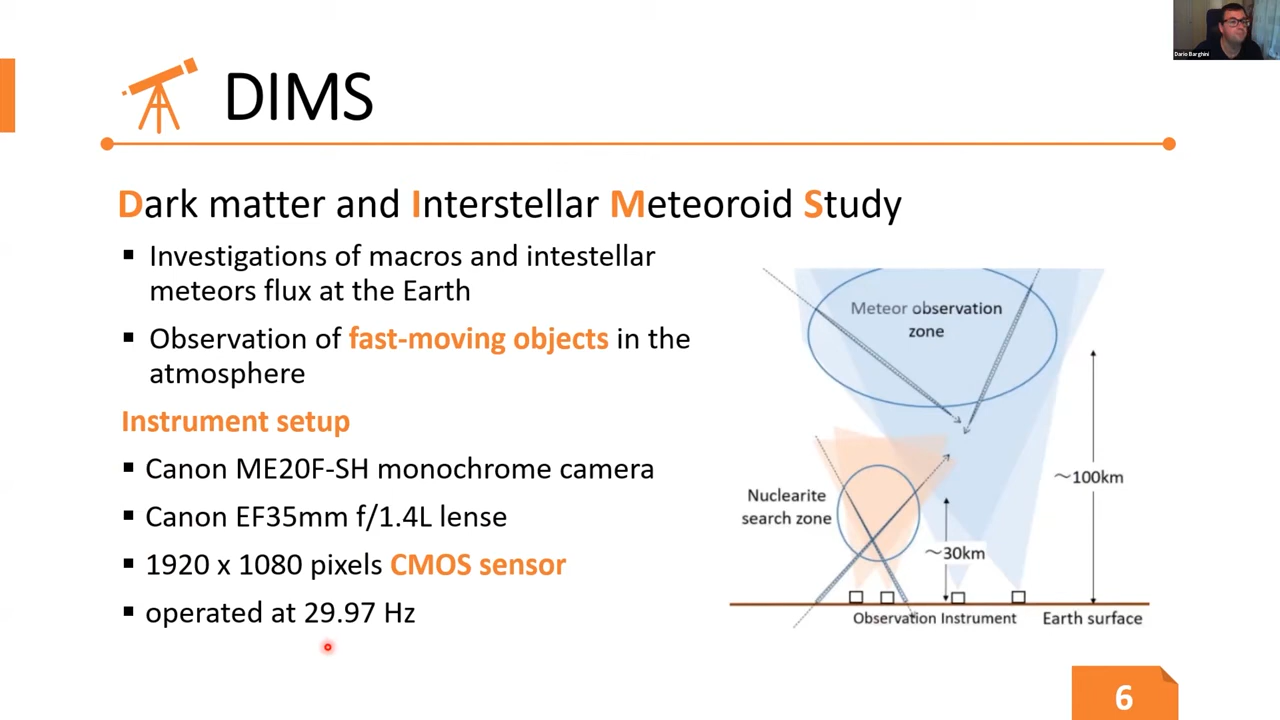 Dario Barghini
DIMS
Dark matter and Interstellar Meteoroid Study
▪ Investigations of macros and intestellar
meteors flux at the Earth
▪ Observation of fast-moving objects in the
atmosphere
Instrument setup
▪ Canon ME20F-SH monochrome camera
▪ Canon EF35mm f/1.4L lense
▪ 1920 x 1080 pixels CMOS sensor
▪ operated at 29.97 Hz
Meteor observation
zone
Nuclearite
search zone
~100km
~30km
Observation Instrument
Earth surface
6